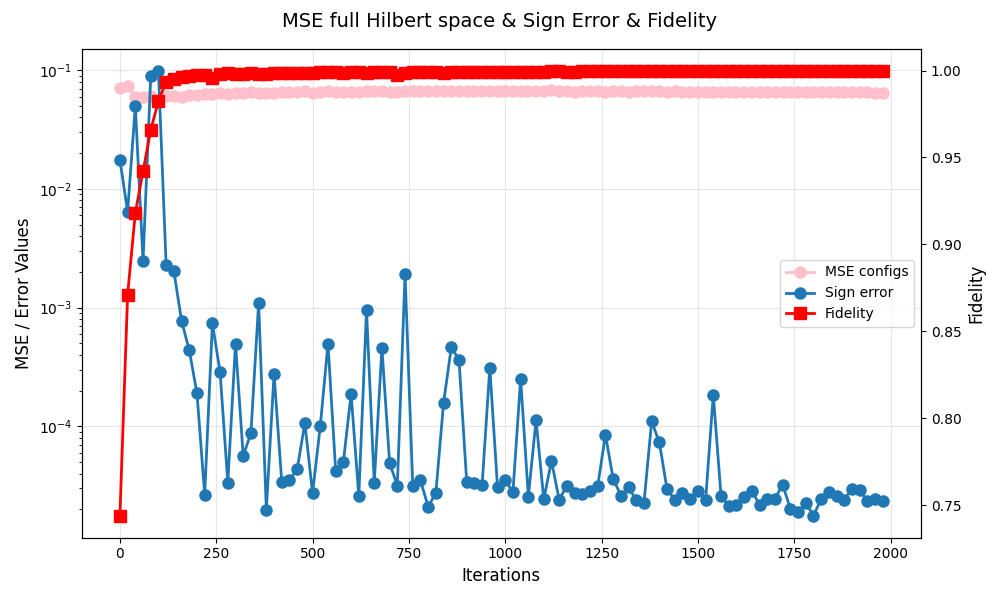 MSE full Hilbert space & Sign Error & Fidelity
MSE / Error Values
10⁻¹
10⁻²
10⁻³
10⁻⁴
1.00
0.95
0.90
0.85
0.80
0.75
Fidelity
MSE configs
Sign error
Fidelity
0 250 500 750 1000 1250 1500 1750 2000
Iterations